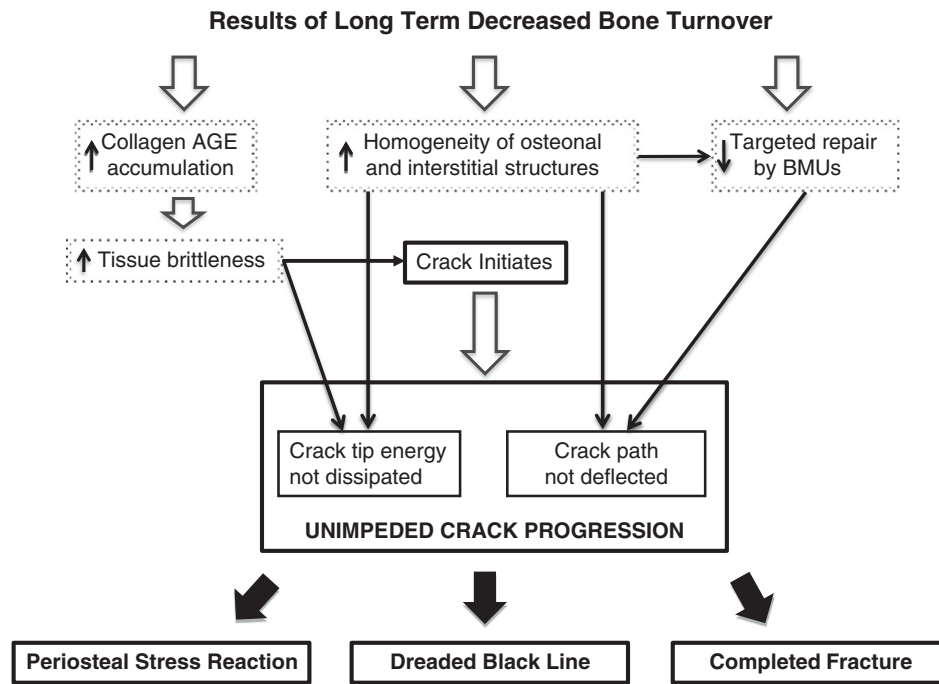 Results of Long Term Decreased Bone Turnover
↑ Collagen AGE
accumulation
↑ Homogeneity of osteonal
and interstitial structures
↓ Targeted repair
by BMUs
↑ Tissue brittleness
Crack Initiates
Crack tip energy
not dissipated
Crack path
not deflected
UNIMPEDED CRACK PROGRESSION
Periosteal Stress Reaction
Dreaded Black Line
Completed Fracture